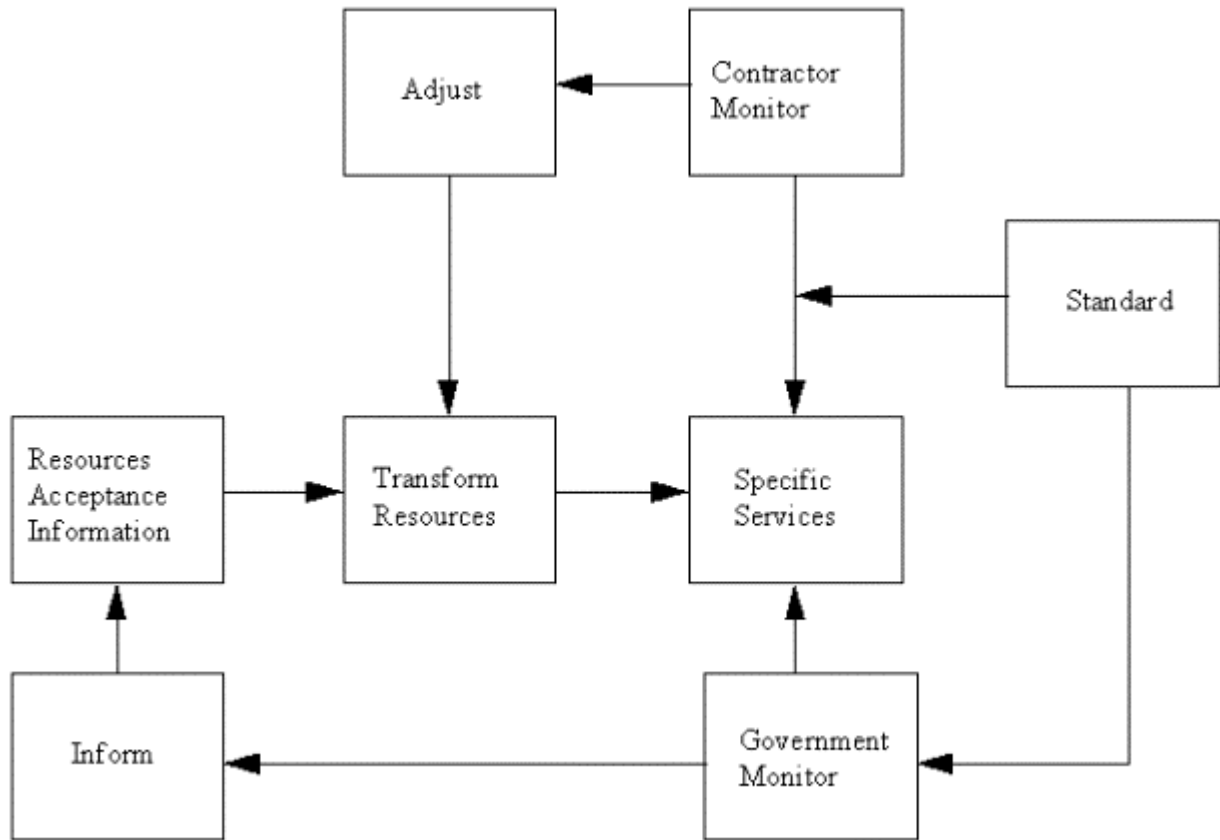 Adjust
Contractor
Monitor
Standard
Resources
Acceptance
Information
Transform
Resources
Specific
Services
Inform
Government
Monitor